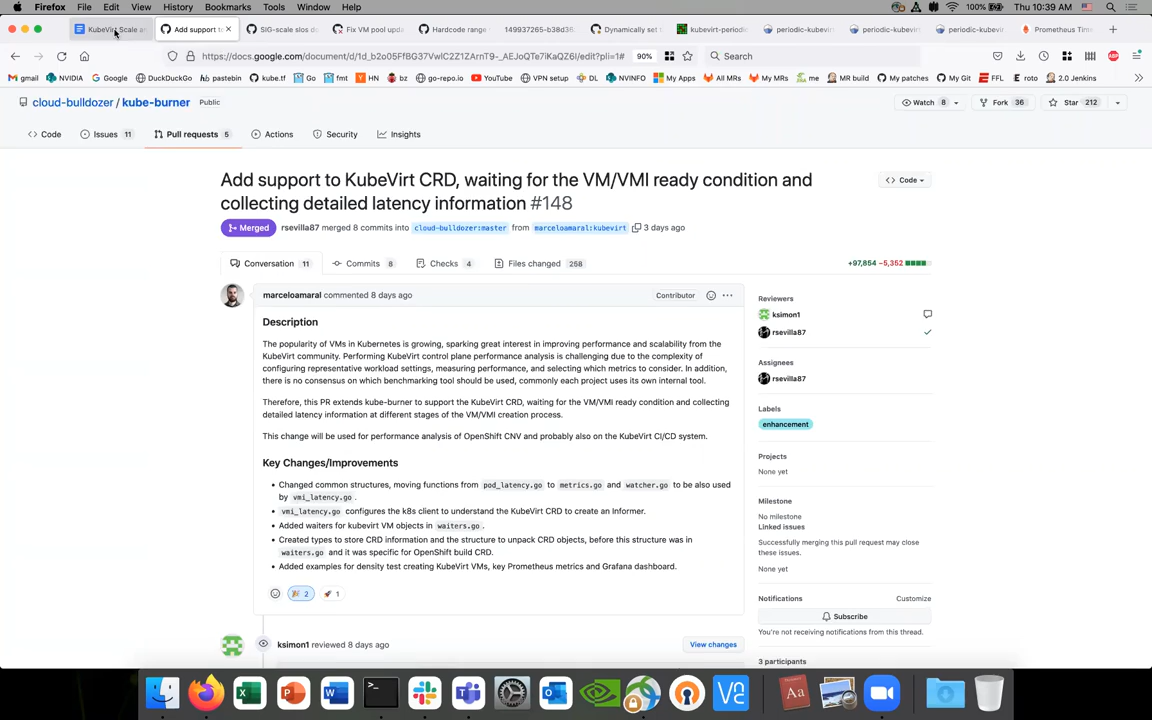 Firefox File Edit View History Bookmarks Tools Window Help 100% Thu 10:39 AM
KubeVirt Scale a Add support to SIG-scale slos do Fix VM pool upda Hardcore range 149937265-b38d36 Dynamically set kubevirt-periodic periodic-kubevir periodic-kubevir periodic-kubevir Prometheus Tim
Search 90%
gmail NVIDIA Google DuckDuckGo pastebin kube.tf Gtool fmt HN bz go-repo.io YouTube VPN setup DL NVINFO My Apps All MRs My MRs me MR build My patches My Git FFL roto 2.0 Jenkins
cloud-bulldozer / kube-burner Public Watch 8 Fork 36 Star 212
Code Issues 11 Pull requests 5 Actions Security Insights
Add support to KubeVirt CRD, waiting for the VM/VMI ready condition and
collecting detailed latency information #148
Code
Merged rsevilla87 merged 8 commits into cloud-bulldozer:master from marceloamaral:kubevirt 3 days ago
Conversation 11 Commits 8 Checks 4 Files changed 258 +97,854 −5,352
marceloamaral commented 8 days ago Contributor
Description
The popularity of VMs in Kubernetes is growing, sparking great interest in improving performance and scalability from the
KubeVirt community. Performing KubeVirt control plane performance analysis is challenging due to the complexity of
configuring representative workload settings, measuring performance, and selecting which metrics to consider. In addition,
there is no consensus on which benchmarking tool should be used, commonly each project uses its own internal tool.
Therefore, this PR extends kube-burner to support the KubeVirt CRD, waiting for the VM/VMI ready condition and collecting
detailed latency information at different stages of the VM/VMI creation process.
This change will be used for performance analysis of OpenShift CNV and probably also on the KubeVirt CI/CD system.
Key Changes/Improvements
• Changed common structures, moving functions from pod_latency.go to metrics.go and watcher.go to be also used
by vmi_latency.go.
• vmi_latency.go configures the k8s client to understand the KubeVirt CRD to create an Informer.
• Added waiters for kubevirt VM objects in waiters.go.
• Created types to store CRD information and the structure to unpack CRD objects, before this structure was in
waiters.go and it was specific for OpenShift build CRD.
• Added examples for density test creating KubeVirt VMs, key Prometheus metrics and Grafana dashboard.
2 1
ksimon1 reviewed 8 days ago View changes
Reviewers
ksimon1
rsevilla87
Assignees
rsevilla87
Labels
enhancement
Projects
None yet
Milestone
No milestone
Linked issues
Successfully merging this pull request may close
these issues.
None yet
Notifications Customize
Subscribe
You're not receiving notifications from this thread.
3 participants